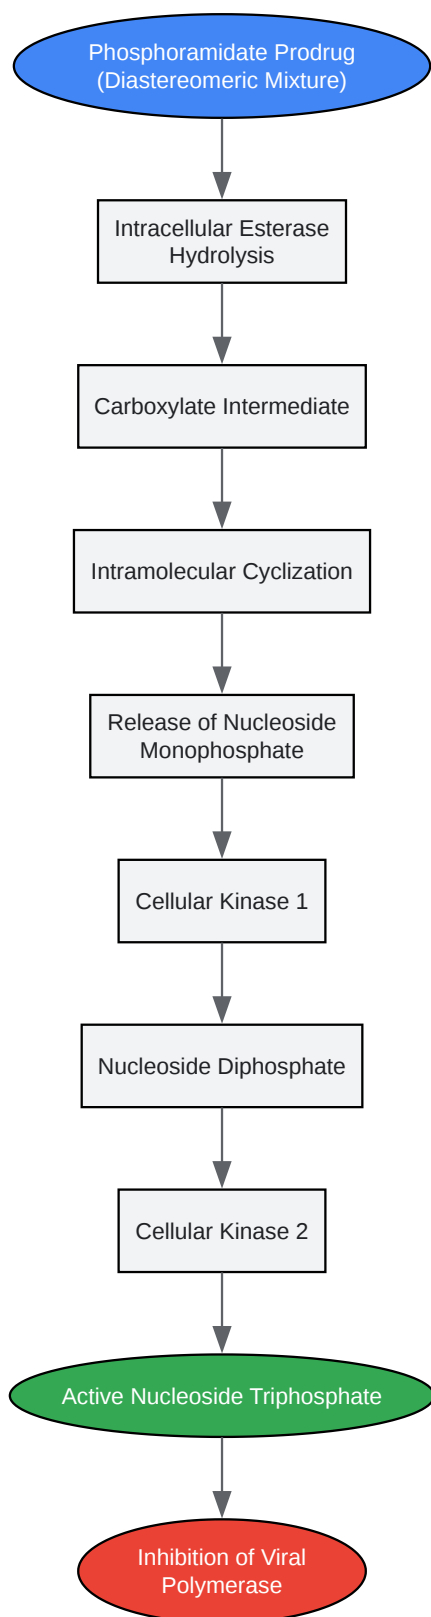 Phosphoramidate Prodrug
(Diastereomeric Mixture)
Intracellular Esterase
Hydrolysis
Carboxylate Intermediate
Intramolecular Cyclization
Release of Nucleoside
Monophosphate
Cellular Kinase 1
Nucleoside Diphosphate
Cellular Kinase 2
Active Nucleoside Triphosphate
Inhibition of Viral
Polymerase